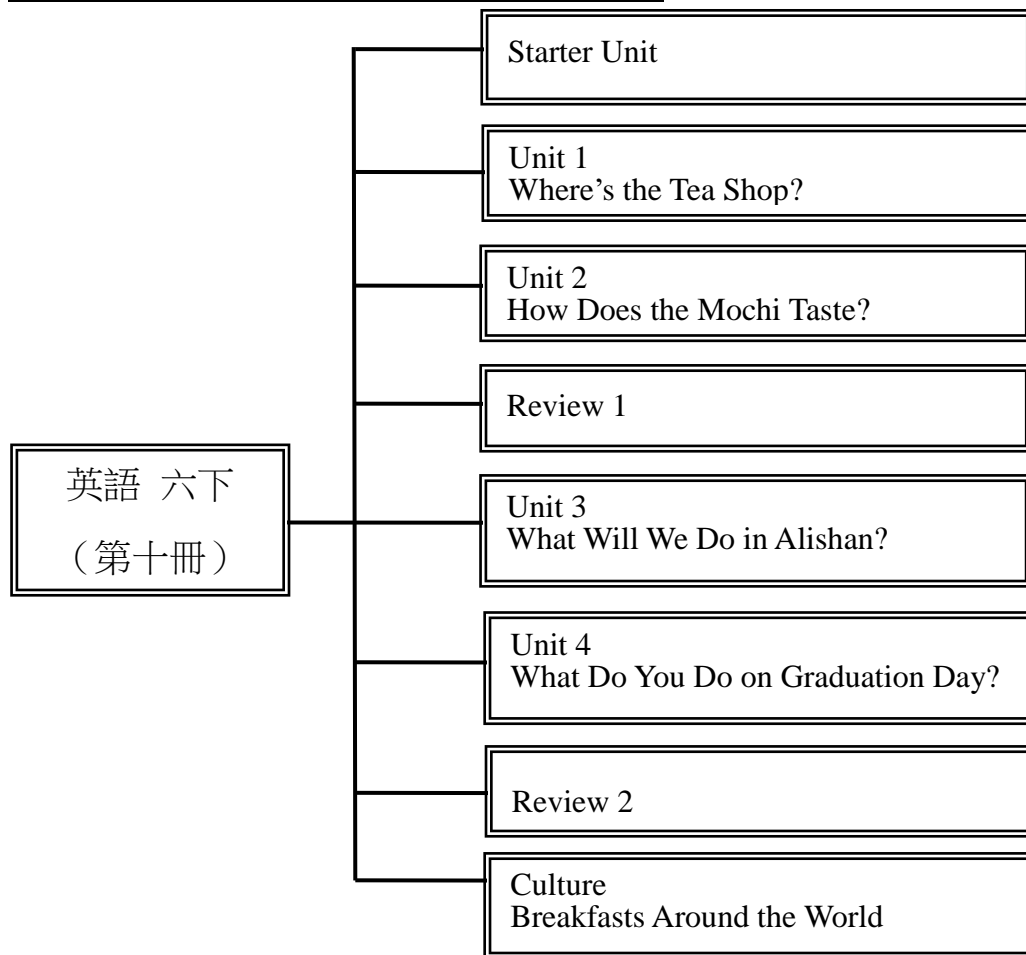 Starter Unit
Unit 1
Where's the Tea Shop?
Unit 2
How Does the Mochi Taste?
Review 1
英語 六下
（第十冊）
Unit 3
What Will We Do in Alishan?
Unit 4
What Do You Do on Graduation Day?
Review 2
Culture
Breakfasts Around the World